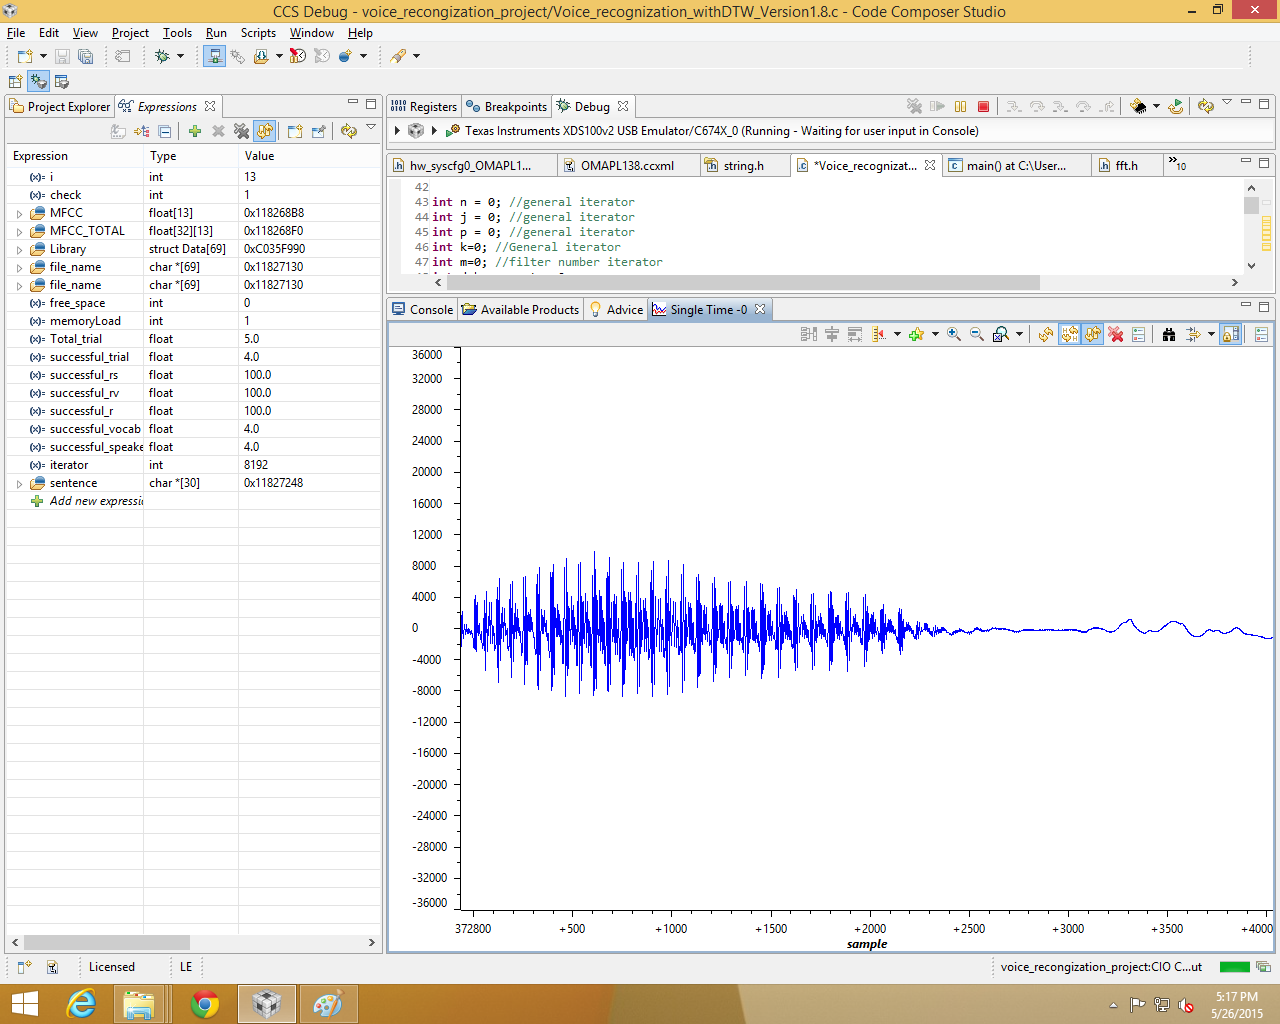 CCS Debug - voice_recongization_project/Voice_recognization_withDTW_Version1.8.c - Code Composer Studio
File Edit View Project Tools Run Scripts Window Help
Project Explorer Expressions
Expression Type Value
(x)= i int 13
(x)= check int 1
MFCC float[13] 0x118268B8
MFCC_TOTAL float[32][13] 0x118268F0
Library struct Data[69] 0xC035F990
file_name char *[69] 0x11827130
file_name char *[69] 0x11827130
(x)= free_space int 0
(x)= memoryLoad int 1
(x)= Total_trial float 5.0
(x)= successful_trial float 4.0
(x)= successful_rs float 100.0
(x)= successful_rv float 100.0
(x)= successful_r float 100.0
(x)= successful_vocab float 4.0
(x)= successful_speake float 4.0
(x)= iterator int 8192
sentence char *[30] 0x11827248
Add new expressi
Registers Breakpoints Debug
Texas Instruments XDS100v2 USB Emulator/C674X_0 (Running - Waiting for user input in Console)
hw_syscfg0_OMAPL1... OMAPL138.ccxml string.h *Voice_recognizat... main() at C:\User... fft.h »10
42
43 int n = 0; //general iterator
44 int j = 0; //general iterator
45 int p = 0; //general iterator
46 int k=0; //General iterator
47 int m=0; //filter number iterator
Console Available Products Advice Single Time -0
36000
32000
28000
24000
20000
16000
12000
8000
4000
0
-4000
-8000
-12000
-16000
-20000
-24000
-28000
-32000
-36000
372800 +500 +1000 +1500 +2000 +2500 +3000 +3500 +4000
sample
Licensed LE
voice_recongization_project:CIO C...ut
5:17 PM
5/26/2015